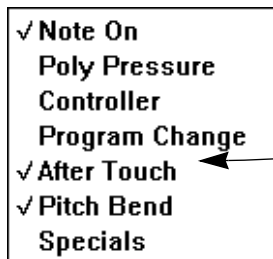 ✓ Note On
Poly Pressure
Controller
Program Change
✓ After Touch
✓ Pitch Bend
Specials